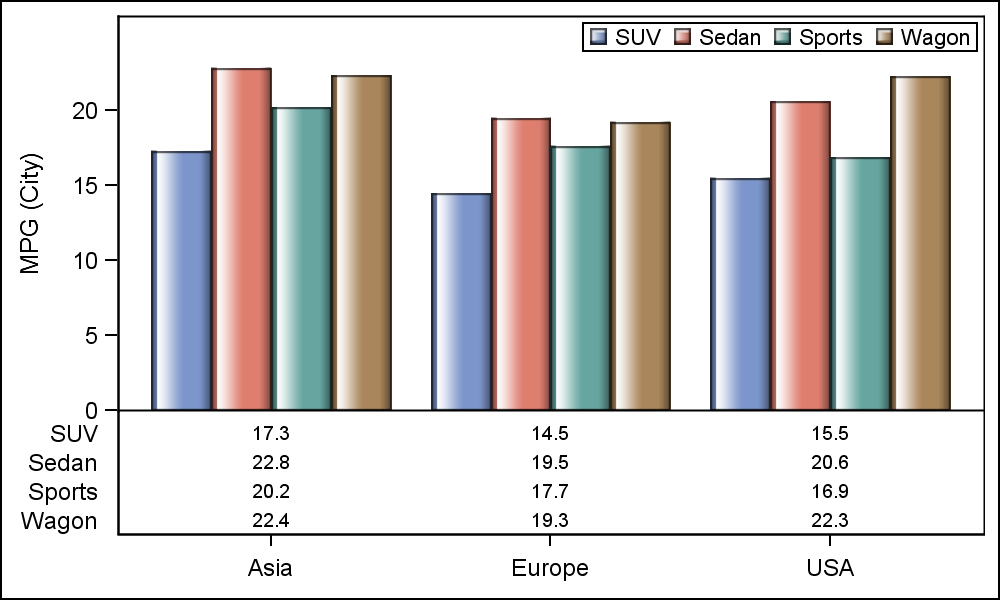 SUV Sedan Sports Wagon
MPG (City)
20
15
10
5
0
SUV 17.3 14.5 15.5
Sedan 22.8 19.5 20.6
Sports 20.2 17.7 16.9
Wagon 22.4 19.3 22.3
Asia Europe USA